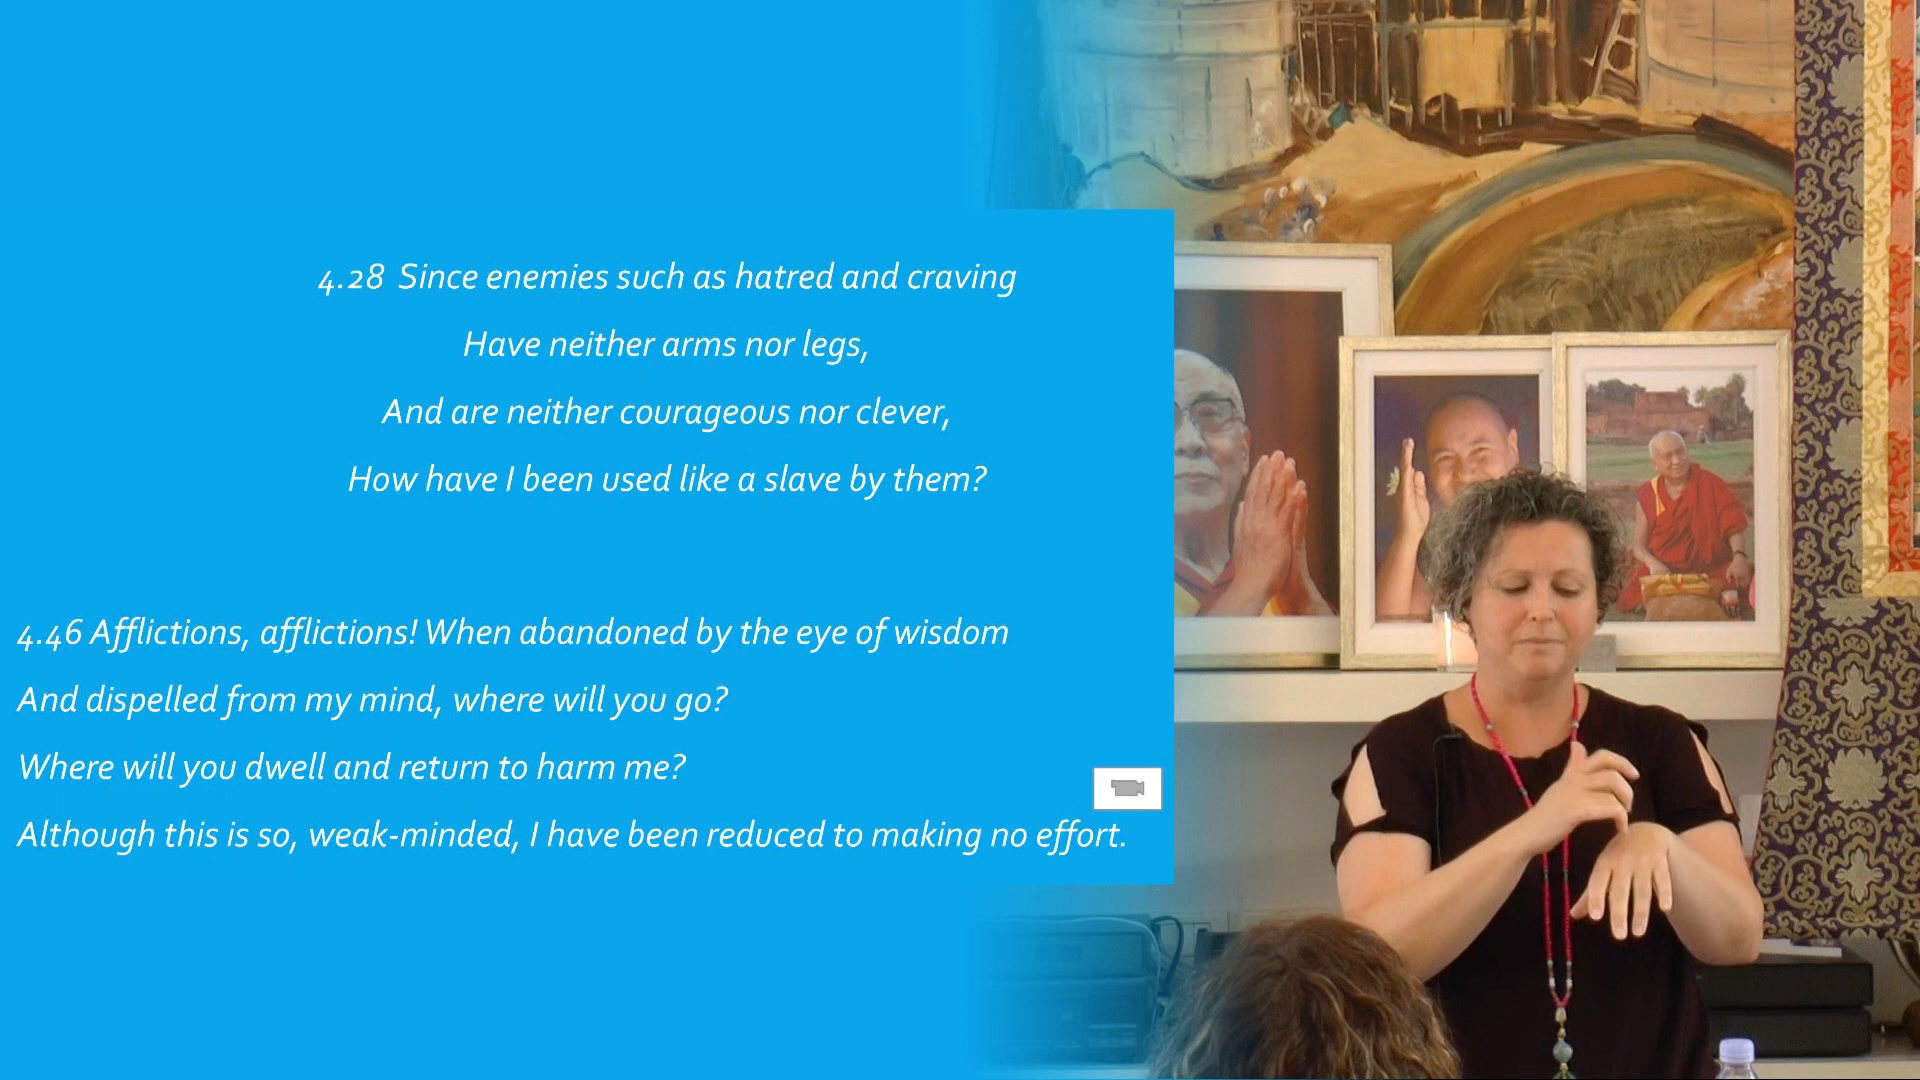 4.28 Since enemies such as hatred and craving
Have neither arms nor legs,
And are neither courageous nor clever,
How have I been used like a slave by them?
4.46 Afflictions, afflictions! When abandoned by the eye of wisdom
And dispelled from my mind, where will you go?
Where will you dwell and return to harm me?
Although this is so, weak-minded, I have been reduced to making no effort.